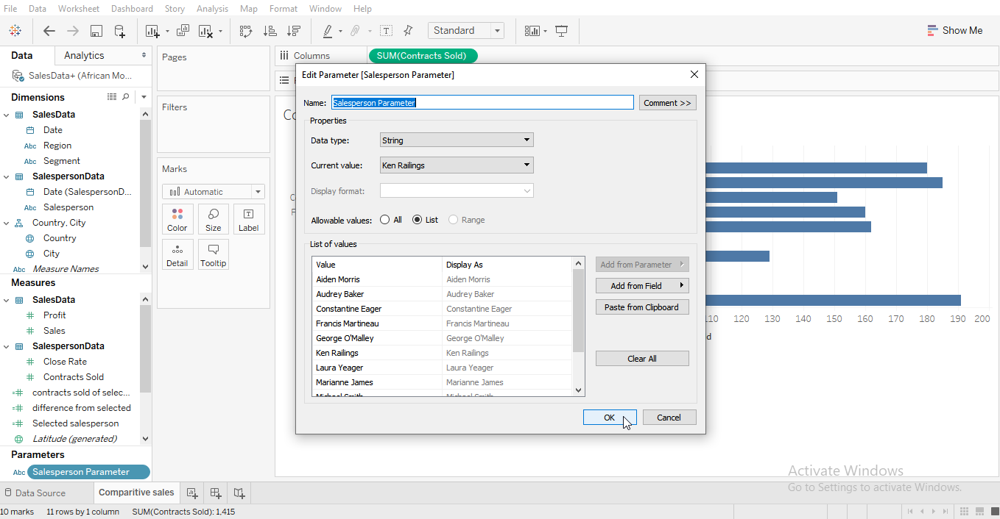 File Data Worksheet Dashboard Story Analysis Map Format Window Help
Standard
Show Me
Data Analytics
SalesData+ (African Mo...
Dimensions
SalesData
Date
Abc Region
Abc Segment
SalespersonData
Date (SalespersonD...
Abc Salesperson
Country, City
Country
City
Abc Measure Names
Measures
SalesData
Profit
Sales
SalespersonData
Close Rate
Contracts Sold
contracts sold of selec...
difference from selected
Selected salesperson
Latitude (generated)
Parameters
Abc Salesperson Parameter
Pages
Filters
Marks
Automatic
Color Size Label
Detail Tooltip
Columns SUM(Contracts Sold)
Edit Parameter [Salesperson Parameter]
Name: Salesperson Parameter Comment >>
Properties
Data type: String
Current value: Ken Railings
Display format:
Allowable values: All List Range
List of values
Value Display As
Aiden Morris Aiden Morris
Audrey Baker Audrey Baker
Constantine Eager Constantine Eager
Francis Martineau Francis Martineau
George O'Malley George O'Malley
Ken Railings Ken Railings
Laura Yeager Laura Yeager
Marianne James Marianne James
Michael Smith Michael Smith
Add from Parameter
Add from Field
Paste from Clipboard
Clear All
OK Cancel
120 130 140 150 160 170 180 190 200
Activate Windows
Go to Settings to activate Windows.
Data Source Comparitive sales
10 marks 11 rows by 1 column SUM(Contracts Sold): 1,415